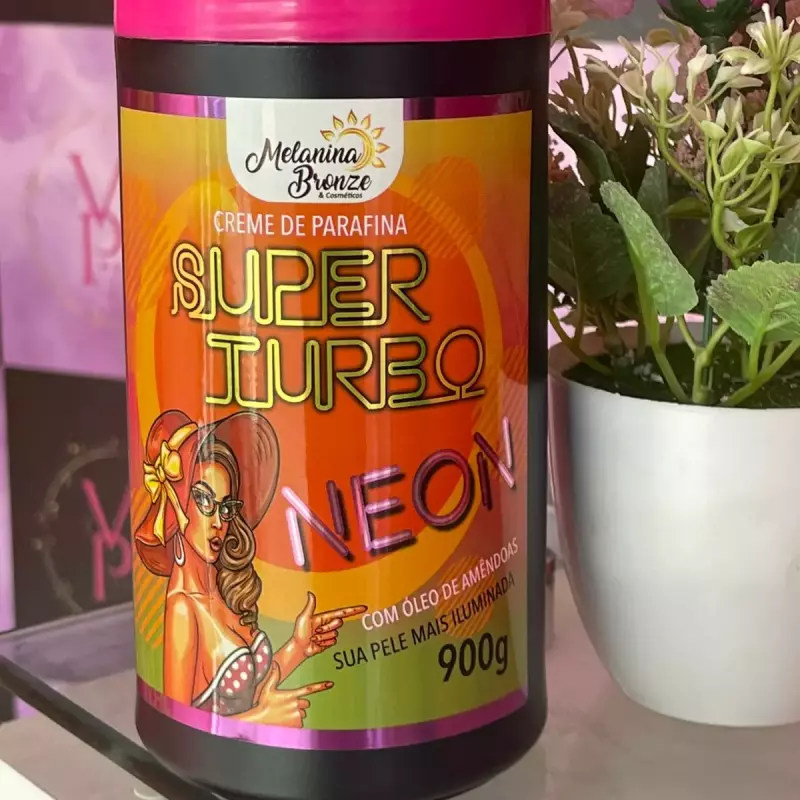 Melanina
Bronze
& Cosméticos
CREME DE PARAFINA
SUPER
TURBO
NEON
COM ÓLEO DE AMÊNDOAS
SUA PELE MAIS ILUMINADA
900g